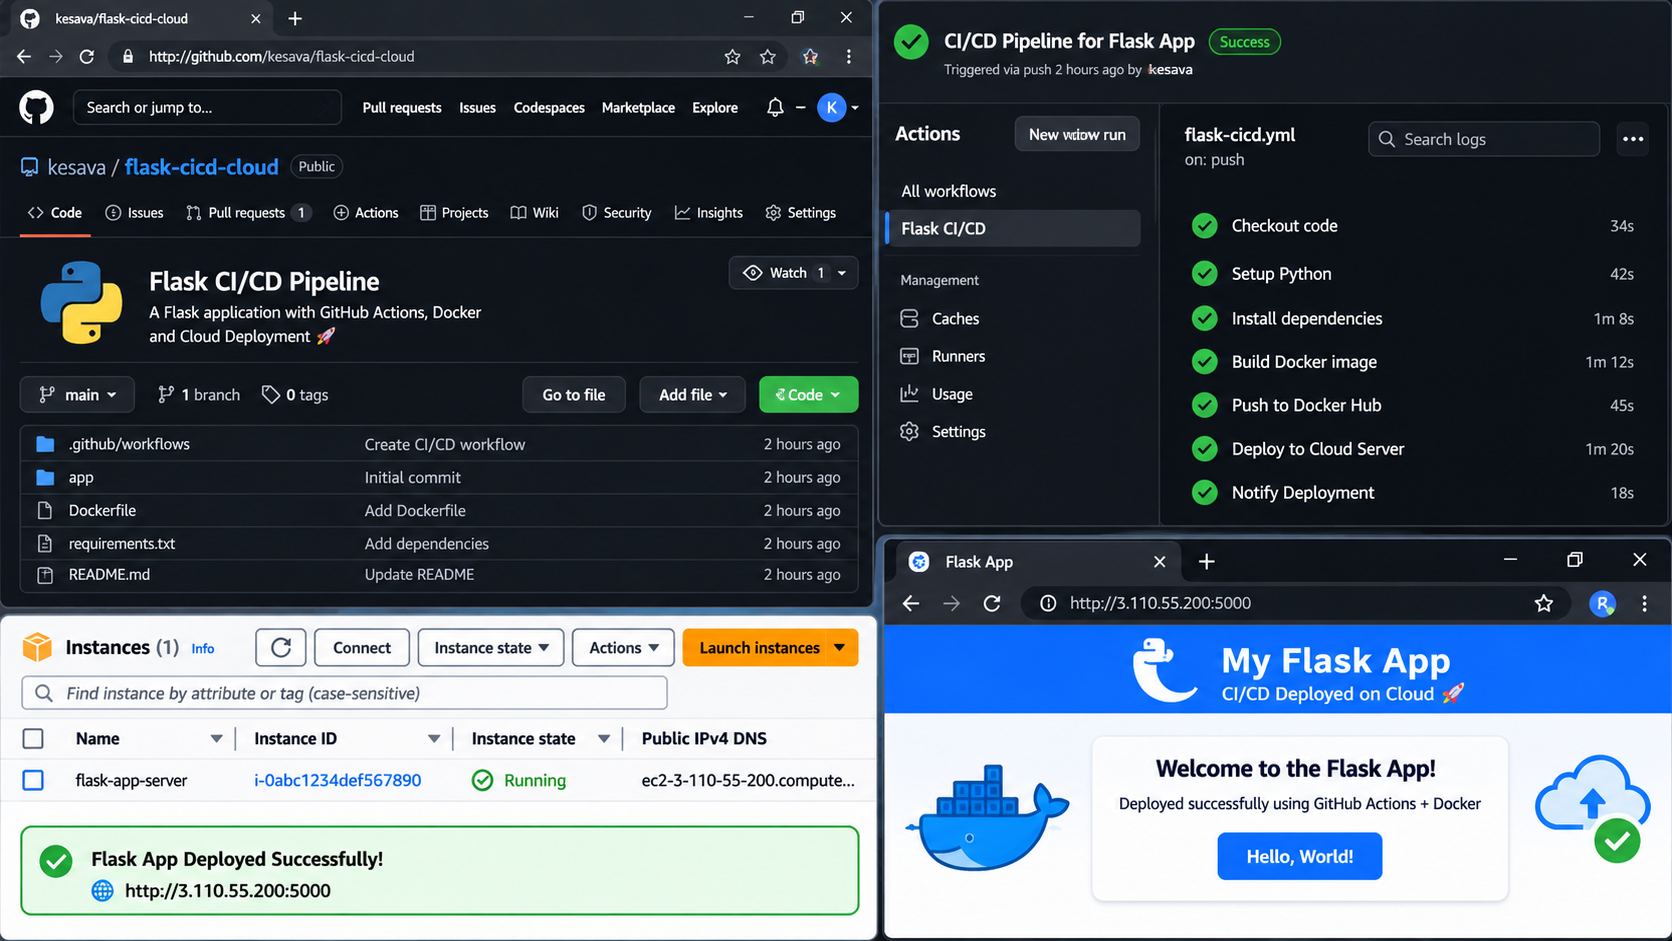 kesava/flask-cicd-cloud
http://github.com/kesava/flask-cicd-cloud
Search or jump to...
Pull requests Issues Codespaces Marketplace Explore
K
kesava / flask-cicd-cloud Public
Code Issues Pull requests 1 Actions Projects Wiki Security Insights Settings
Flask CI/CD Pipeline
Watch 1
A Flask application with GitHub Actions, Docker
and Cloud Deployment 🚀
main 1 branch 0 tags Go to file Add file Code
.github/workflows Create CI/CD workflow 2 hours ago
app Initial commit 2 hours ago
Dockerfile Add Dockerfile 2 hours ago
requirements.txt Add dependencies 2 hours ago
README.md Update README 2 hours ago
CI/CD Pipeline for Flask App Success
Triggered via push 2 hours ago by kesava
Actions New run
All workflows
Flask CI/CD
Management
Caches
Runners
Usage
Settings
flask-cicd.yml
on: push
Search logs
Checkout code 34s
Setup Python 42s
Install dependencies 1m 8s
Build Docker image 1m 12s
Push to Docker Hub 45s
Deploy to Cloud Server 1m 20s
Notify Deployment 18s
Instances (1) Info Connect Instance state Actions Launch instances
Find instance by attribute or tag (case-sensitive)
Name Instance ID Instance state Public IPv4 DNS
flask-app-server i-0abc1234def567890 Running ec2-3-110-55-200.compute...
Flask App Deployed Successfully!
http://3.110.55.200:5000
Flask App
http://3.110.55.200:5000
R
My Flask App
CI/CD Deployed on Cloud 🚀
Welcome to the Flask App!
Deployed successfully using GitHub Actions + Docker
Hello, World!